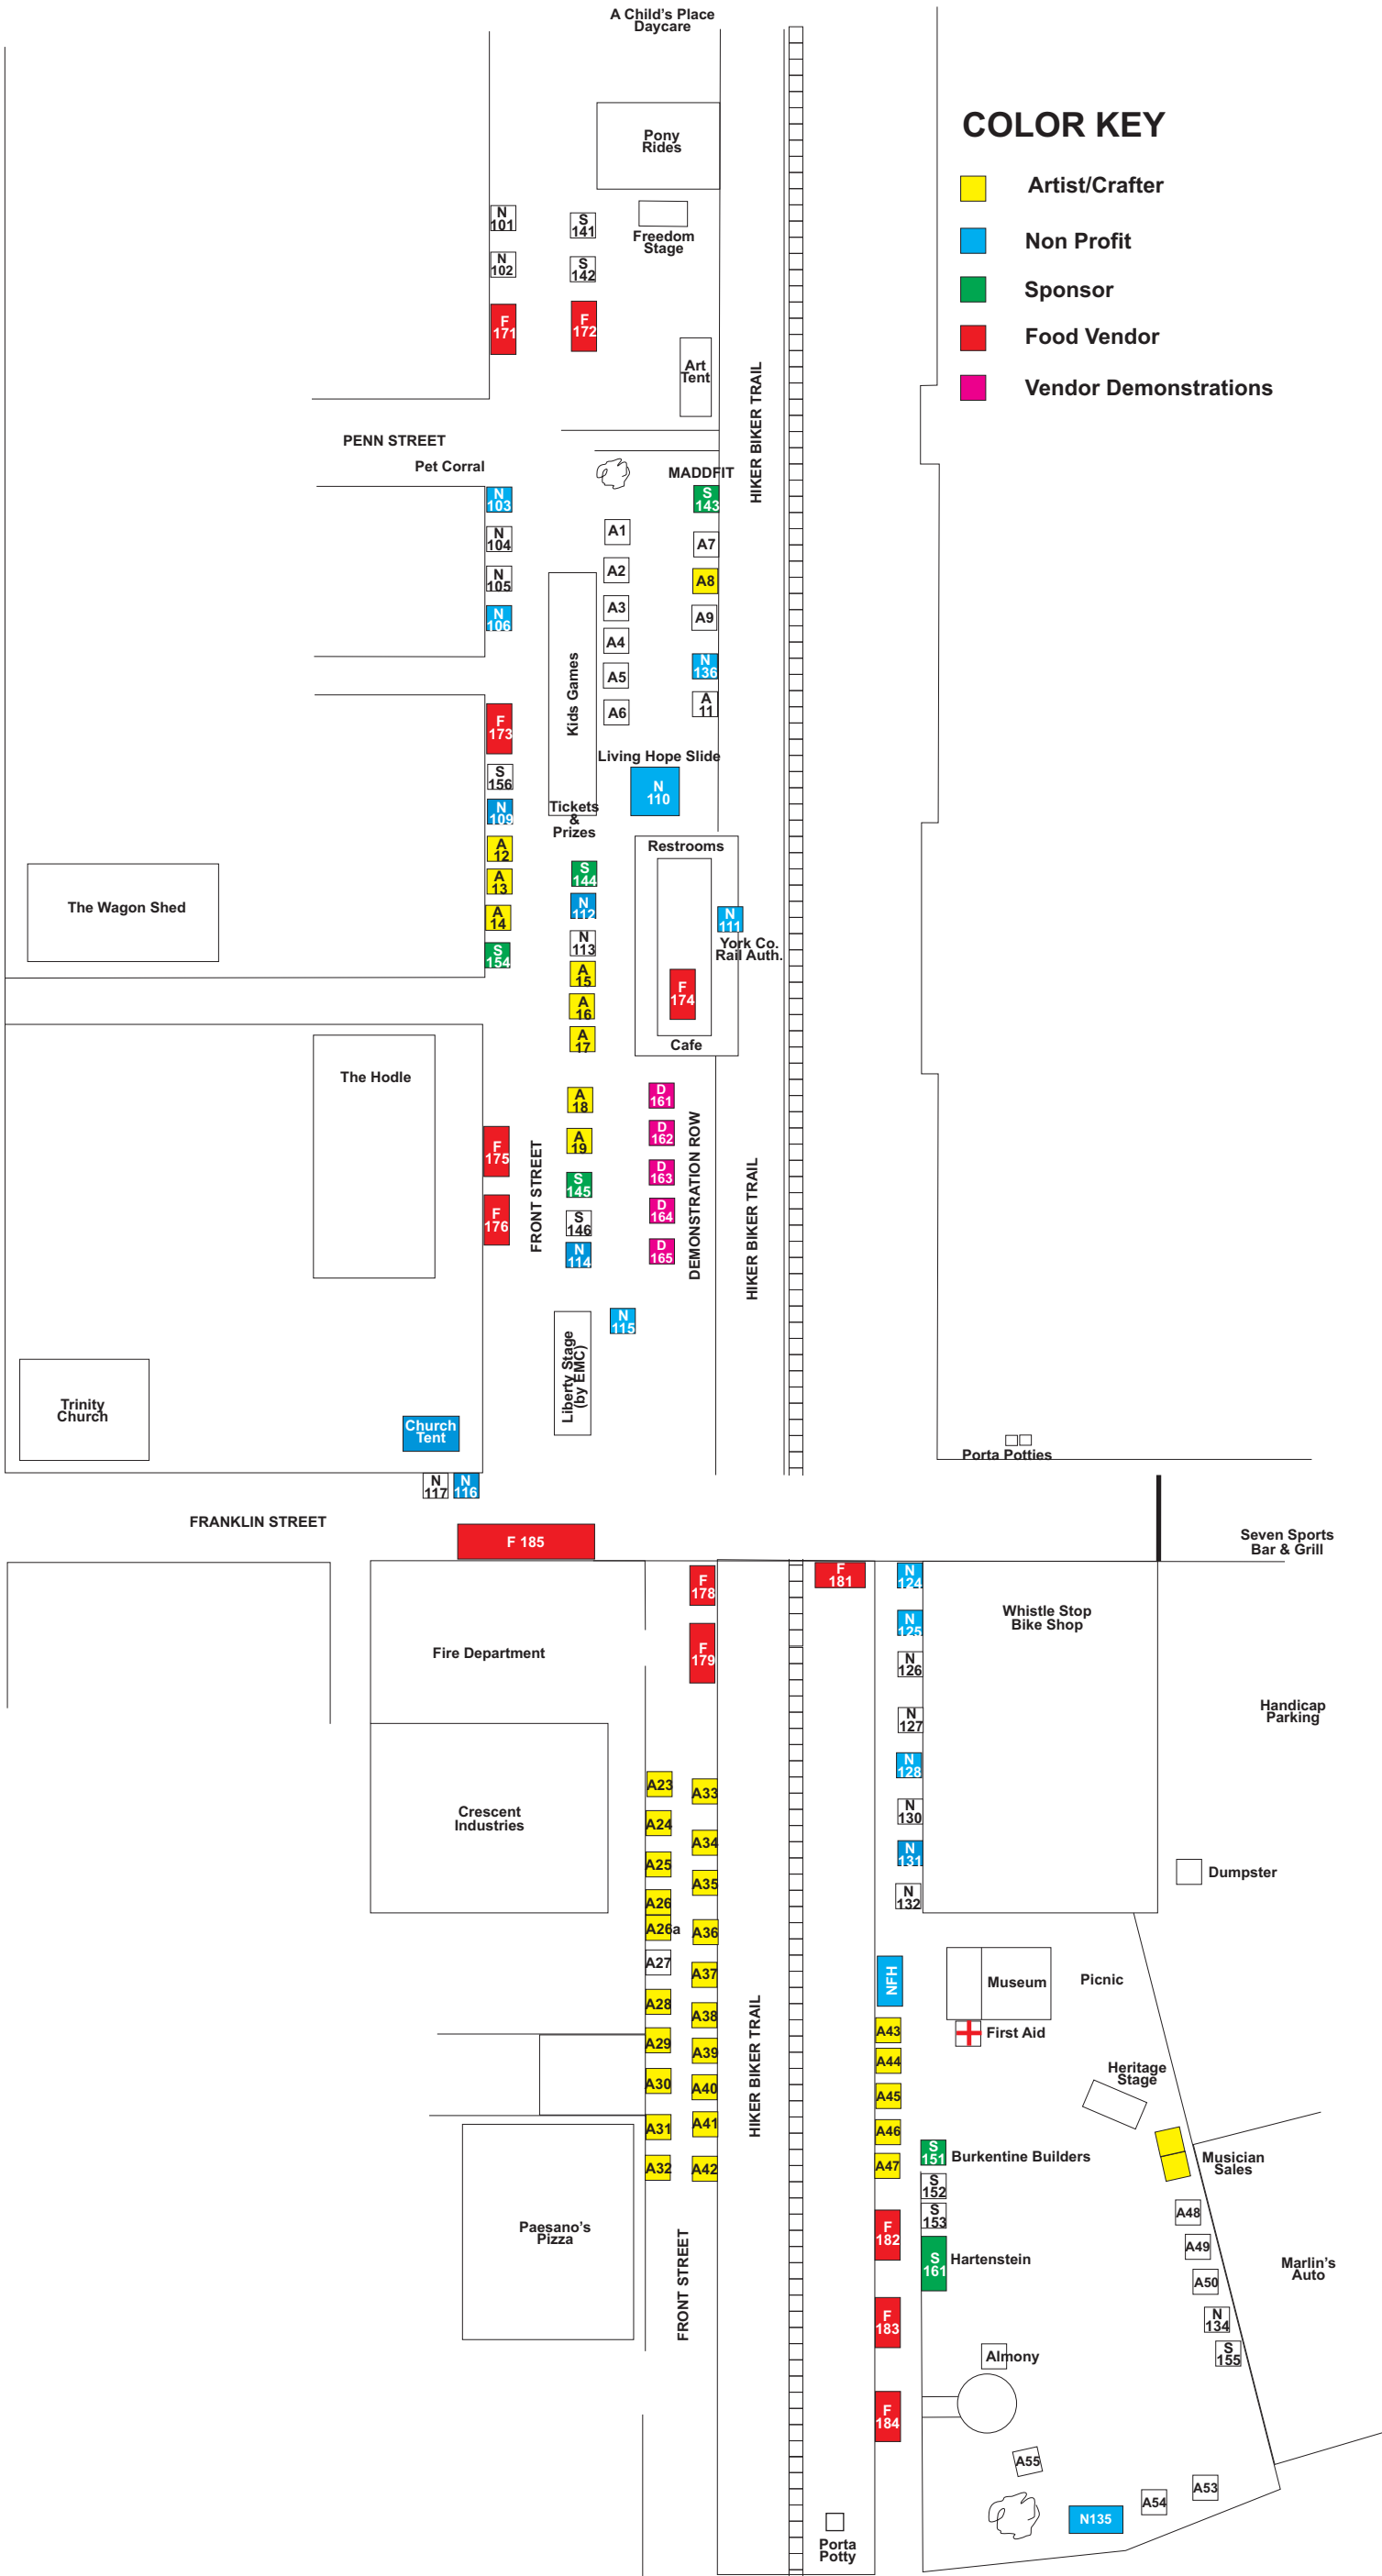 A Child's Place
Daycare
Pony
Rides
COLOR KEY
Artist/Crafter
Non Profit
Sponsor
Food Vendor
Vendor Demonstrations
N
101
S
141
Freedom
Stage
N
102
S
142
F
171
F
172
Art
Tent
HIKER BIKER TRAIL
PENN STREET
Pet Corral
MADDFIT
N
103
S
143
A1
N
104
A7
A2
N
105
A8
A3
N
106
A9
A4
N
136
A5
A
11
A6
Kids Games
F
173
Living Hope Slide
S
156
N
110
N
109
Tickets
&
Prizes
A
12
Restrooms
A
13
S
144
The Wagon Shed
A
14
N
112
N
111
York Co.
Rail Auth.
S
154
N
113
A
15
F
174
A
16
A
17
Cafe
The Hodle
A
18
D
161
D
162
A
19
F
175
D
163
S
145
F
176
D
164
S
146
N
114
D
165
FRONT STREET
DEMONSTRATION ROW
HIKER BIKER TRAIL
N
115
Liberty Stage
(by EMC)
Trinity
Church
Church
Tent
Porta Potties
N
117
N
116
FRANKLIN STREET
F 185
Seven Sports
Bar & Grill
F
178
F
181
N
124
Whistle Stop
Bike Shop
N
125
Fire Department
F
179
N
126
N
127
Handicap
Parking
N
128
A23
A33
Crescent
Industries
N
130
A24
A34
N
131
A25
A35
Dumpster
N
132
A26
A26a
A36
A27
A37
NFH
Museum
Picnic
A28
A38
A43
First Aid
A29
A39
A44
Heritage
Stage
A30
A40
A45
A31
A41
A46
HIKER BIKER TRAIL
S
151
Burkentine Builders
Musician
Sales
A32
A42
A47
S
152
S
153
A48
Paesano's
Pizza
F
182
A49
S
161
Hartenstein
Marlin's
Auto
A50
FRONT STREET
F
183
N
134
S
155
Almony
F
184
A55
A53
A54
N135
Porta
Potty